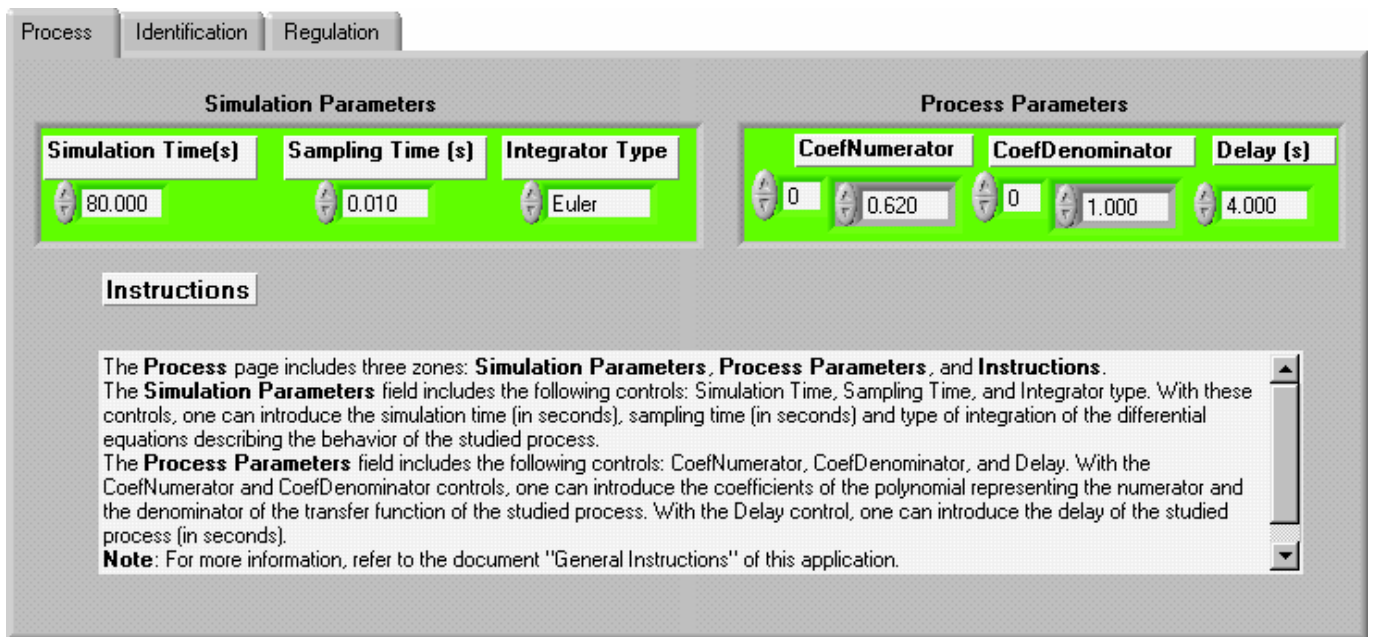 Process Identification Regulation
Simulation Parameters Process Parameters
Simulation Time(s) Sampling Time (s) Integrator Type CoefNumerator CoefDenominator Delay (s)
80.000 0.010 Euler 0 0.620 0 1.000 4.000
Instructions
The Process page includes three zones: Simulation Parameters, Process Parameters, and Instructions.
The Simulation Parameters field includes the following controls: Simulation Time, Sampling Time, and Integrator type. With these
controls, one can introduce the simulation time (in seconds), sampling time (in seconds) and type of integration of the differential
equations describing the behavior of the studied process.
The Process Parameters field includes the following controls: CoefNumerator, CoefDenominator, and Delay. With the
CoefNumerator and CoefDenominator controls, one can introduce the coefficients of the polynomial representing the numerator and
the denominator of the transfer function of the studied process. With the Delay control, one can introduce the delay of the studied
process (in seconds).
Note: For more information, refer to the document "General Instructions" of this application.